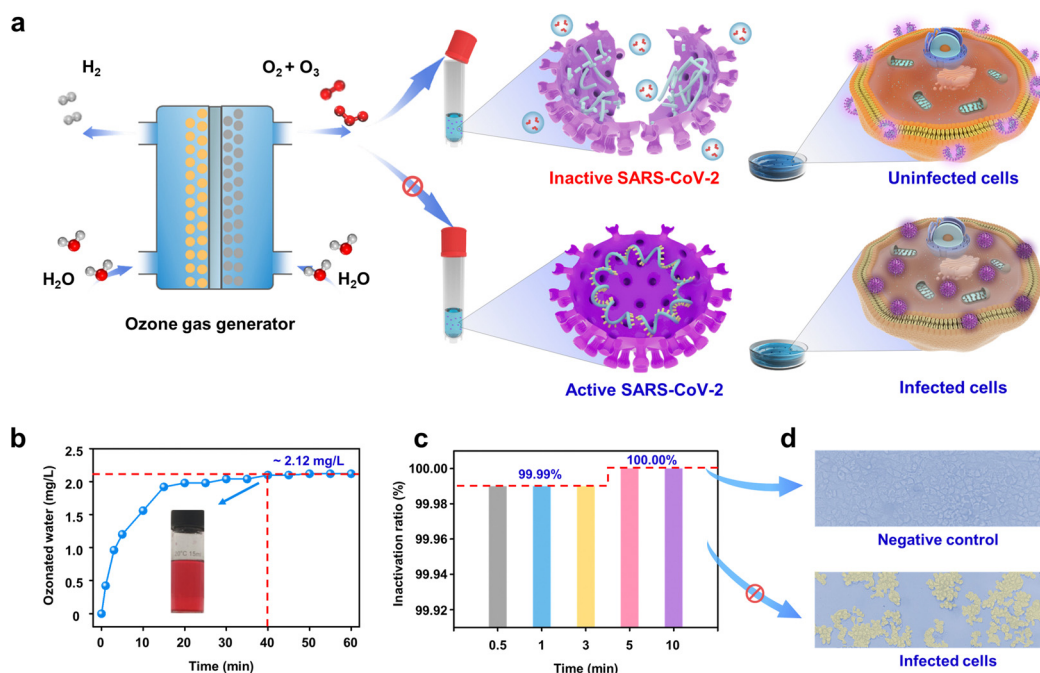 a
H₂
O₂ + O₃
H₂O
H₂O
Ozone gas generator
Inactive SARS-CoV-2
Uninfected cells
Active SARS-CoV-2
Infected cells
b
Ozonated water (mg/L)
2.5
2.0
1.5
1.0
0.5
0
~ 2.12 mg/L
0 10 20 30 40 50 60
Time (min)
c
Inactivation ratio (%)
100.00
99.98
99.96
99.94
99.92
99.99%
100.00%
0.5 1 3 5 10
Time (min)
d
Negative control
Infected cells